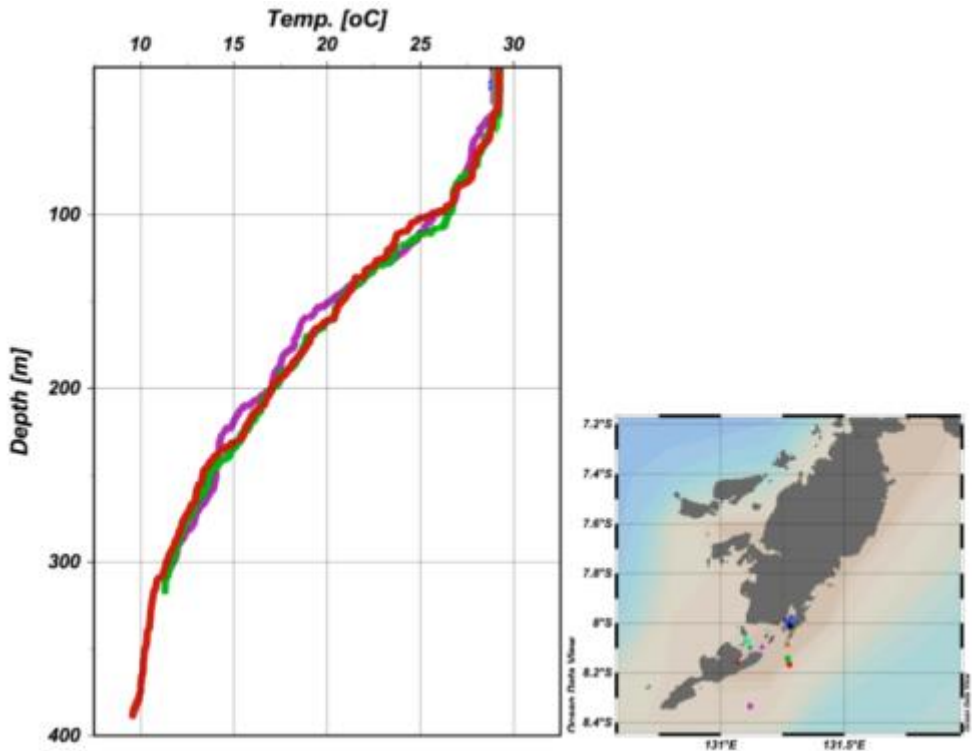 Temp. [oC]
10 15 20 25 30
100
200
300
400
Depth [m]
7.2°S
7.4°S
7.6°S
7.8°S
8°S
8.2°S
8.4°S
131°E 131.5°E
Ocean Data View